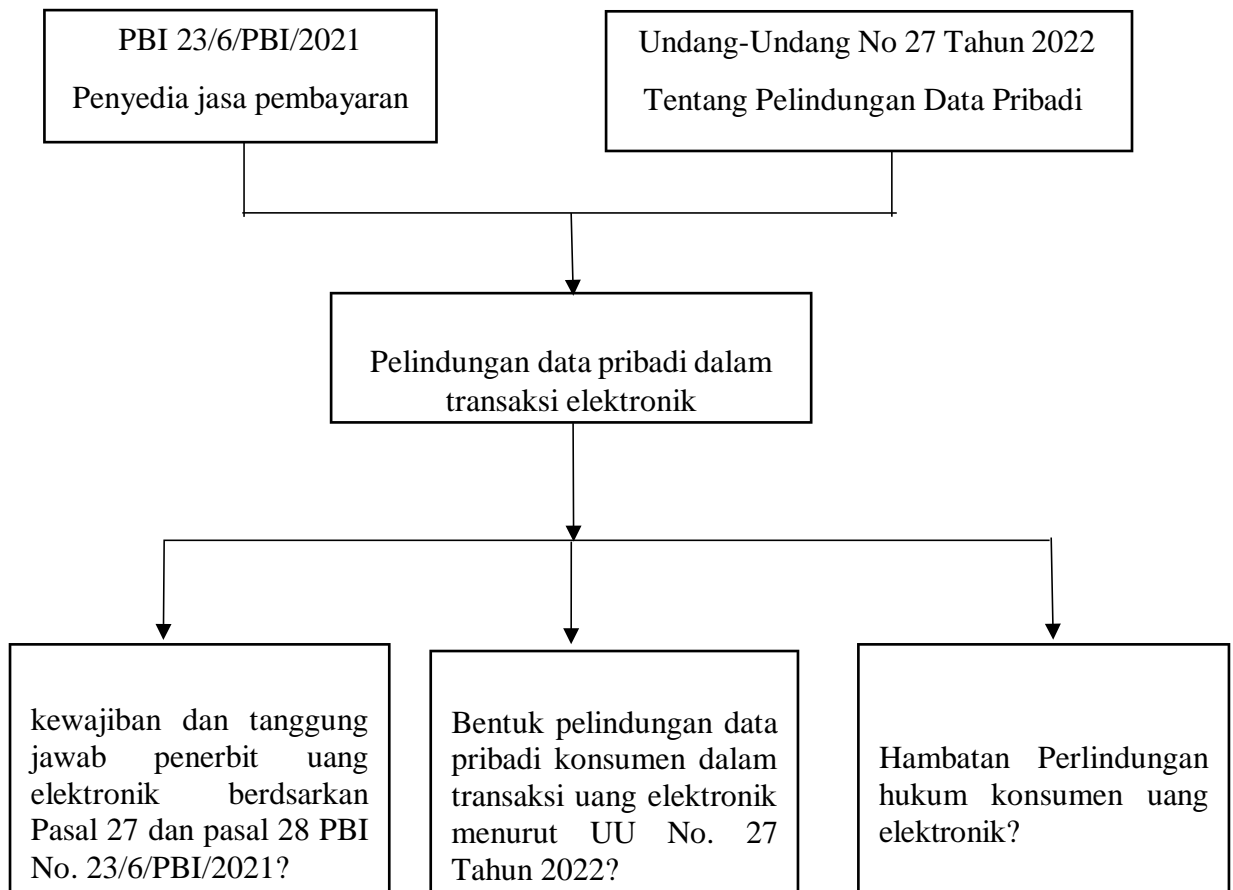 PBI 23/6/PBI/2021
Penyedia jasa pembayaran
Undang-Undang No 27 Tahun 2022
Tentang Pelindungan Data Pribadi
Pelindungan data pribadi dalam
transaksi elektronik
kewajiban dan tanggung
jawab penerbit uang
elektronik berdsarkan
Pasal 27 dan pasal 28 PBI
No. 23/6/PBI/2021?
Bentuk pelindungan data
pribadi konsumen dalam
transaksi uang elektronik
menurut UU No. 27
Tahun 2022?
Hambatan Perlindungan
hukum konsumen uang
elektronik?